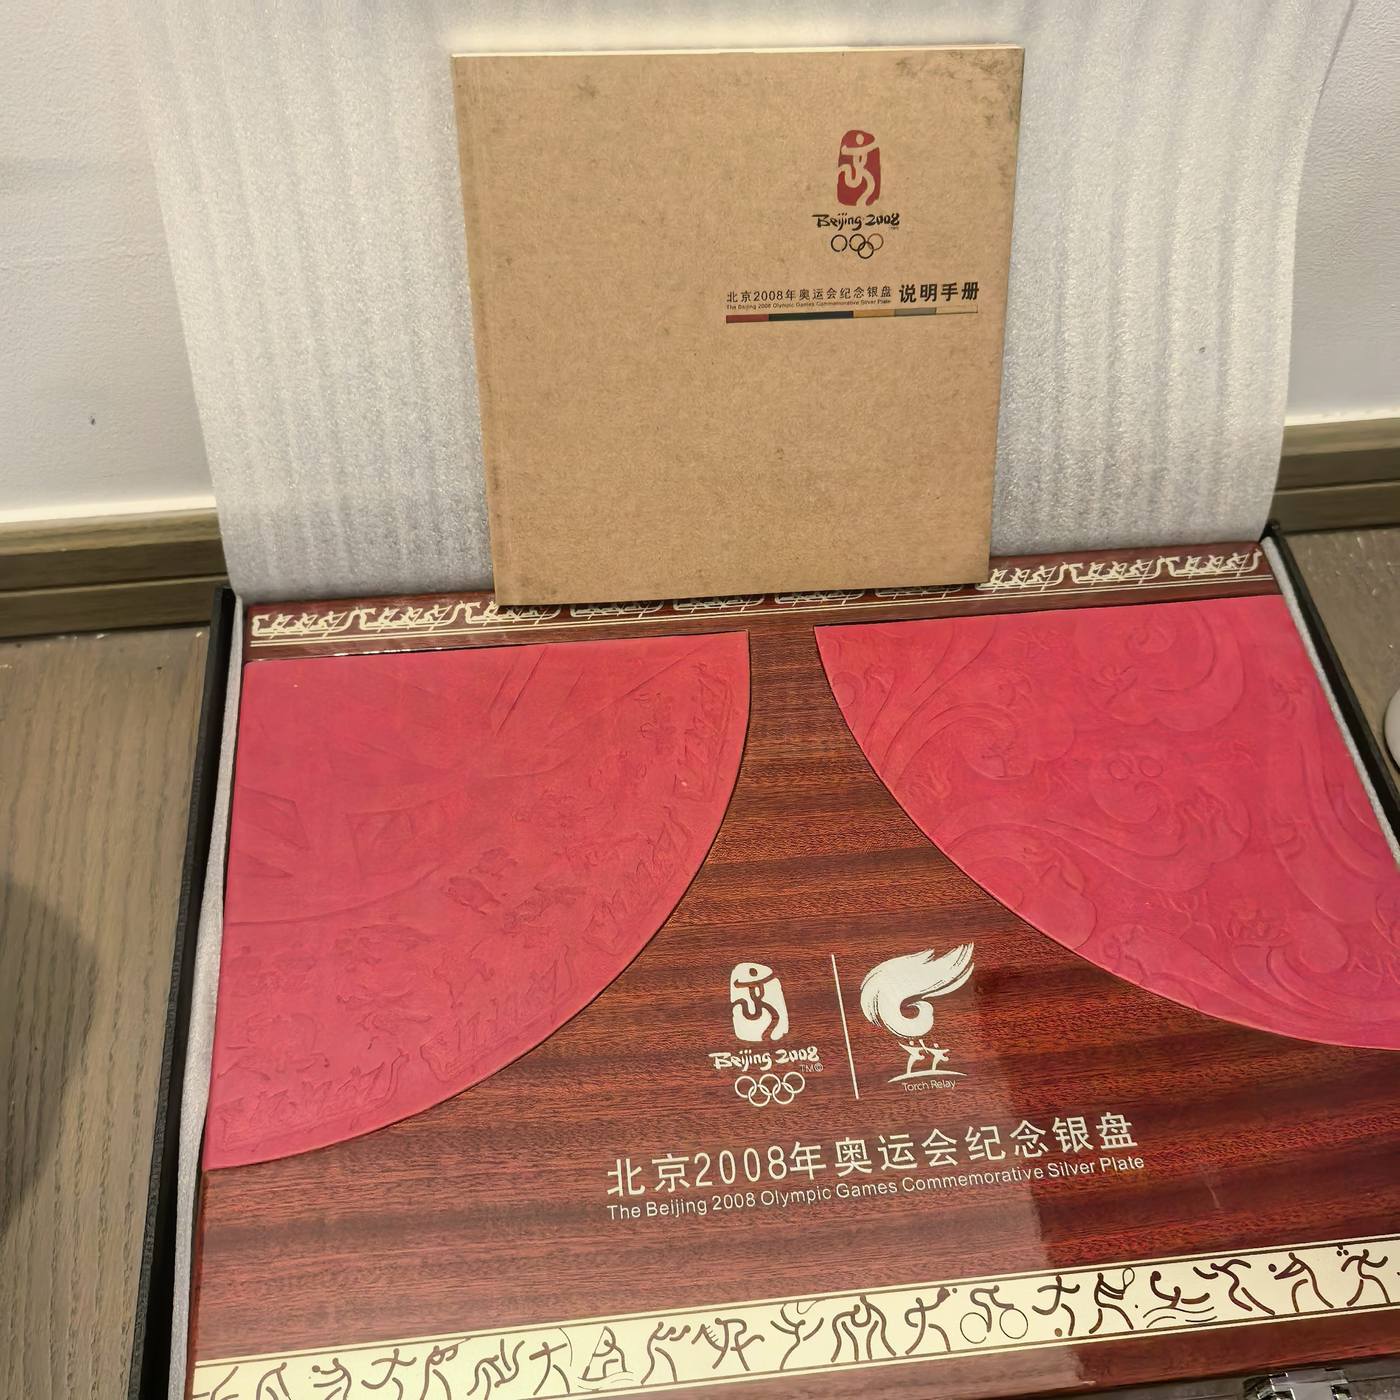 Beijing 2008
北京2008年奥运会纪念银盘 说明手册
The Beijing 2008 Olympic Games Commemorative Silver Plate
Beijing 2008
TM©
Torch Relay
北京2008年奥运会纪念银盘
The Beijing 2008 Olympic Games Commemorative Silver Plate